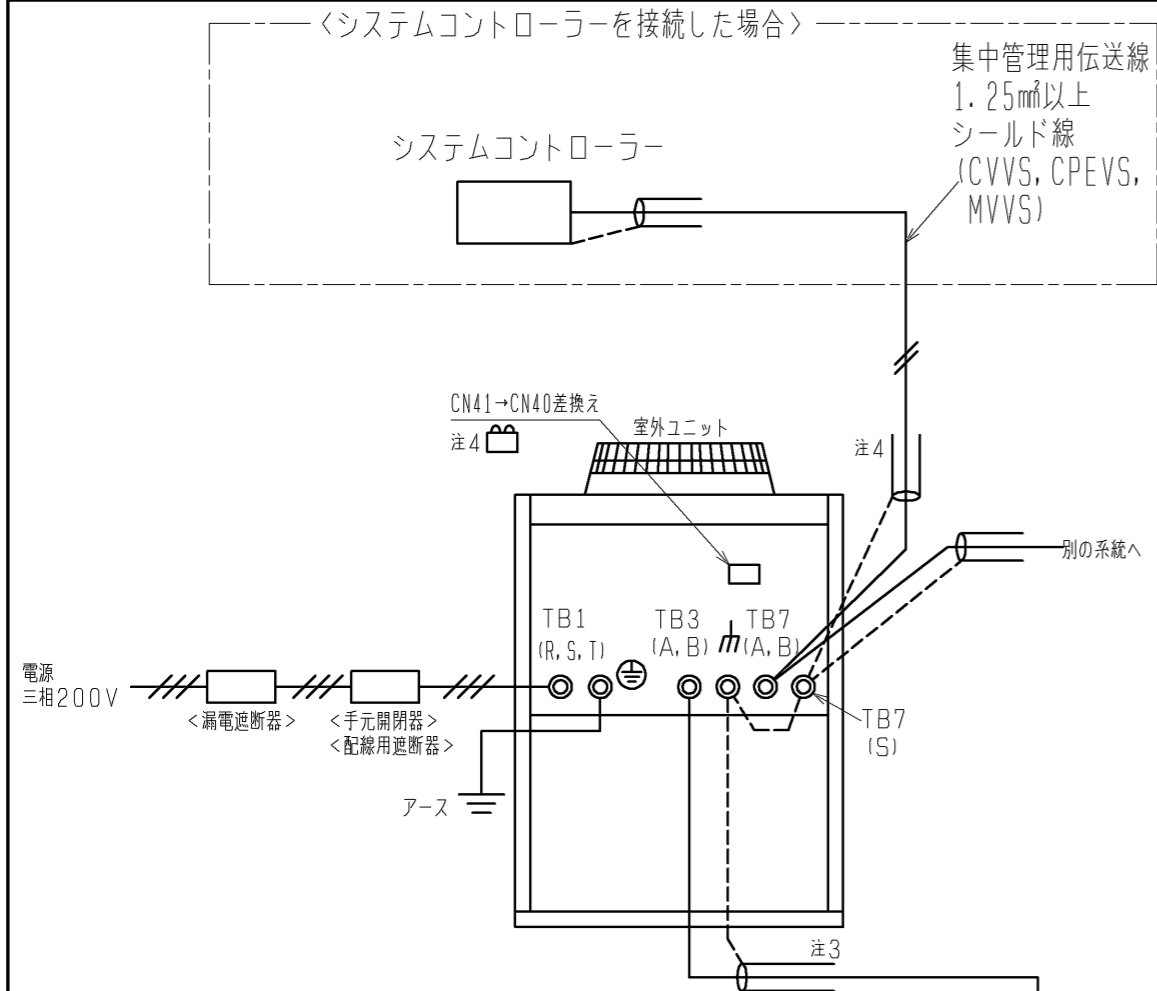 〈システムコントローラーを接続した場合〉
集中管理用伝送線
1.25㎟以上
シールド線
(CVVS, CPEVS,
MVVS)
システムコントローラー
CN41→CN40差換え
注4
室外ユニット
注4
別の系統へ
TB1
(R, S, T)
TB3
(A, B)
TB7
(A, B)
電源
三相200V
<漏電遮断器>
<手元開閉器>
<配線用遮断器>
TB7
(S)
アース
注3